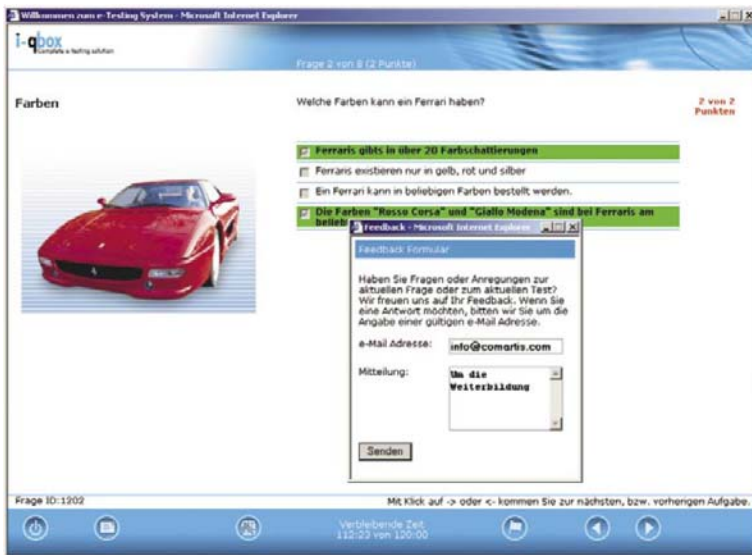 Willkommen zum e-Testing System - Microsoft Internet Explorer
i-qbox
Complete e-testing solution
Frage 2 von 8 (2 Punkte)
Farben
Welche Farben kann ein Ferrari haben?
2 von 2
Punkten
Ferraris gibts in über 20 Farbschattierungen
Ferraris existieren nur in gelb, rot und silber
Ein Ferrari kann in beliebigen Farben bestellt werden.
Die Farben "Rosso Corsa" und "Giallo Modena" sind bei Ferraris am
Feedback - Microsoft Internet Explorer
Feedback Formular
Haben Sie Fragen oder Anregungen zur
aktuellen Frage oder zum aktuellen Test?
Wir freuen uns auf Ihr Feedback. Wenn Sie
eine Antwort möchten, bitten wir Sie um die
Angabe einer gültigen e-Mail Adresse.
e-Mail Adresse:
info@comartis.com
Mitteilung:
Um die
Weiterbildung
Senden
Frage ID:1202
Mit Klick auf -> oder <- kommen Sie zur nächsten, bzw. vorherigen Aufgabe.
Verbleibende Zeit
112:23 von 120:00